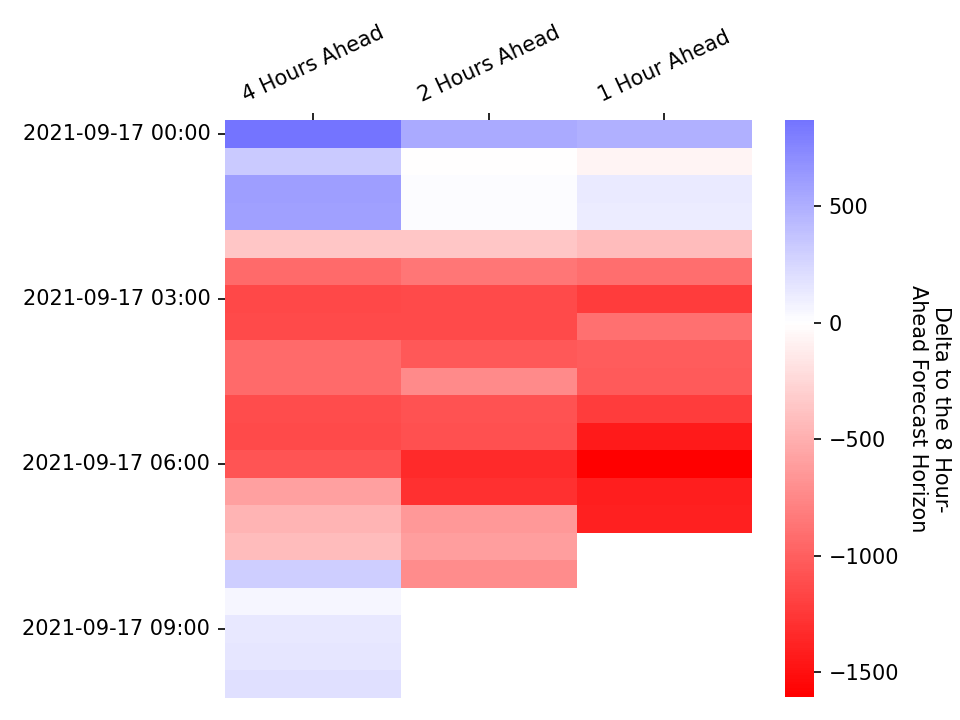 4 Hours Ahead
2 Hours Ahead
1 Hour Ahead
2021-09-17 00:00
2021-09-17 03:00
2021-09-17 06:00
2021-09-17 09:00
500
0
−500
−1000
−1500
Delta to the 8 Hour-
Ahead Forecast Horizon